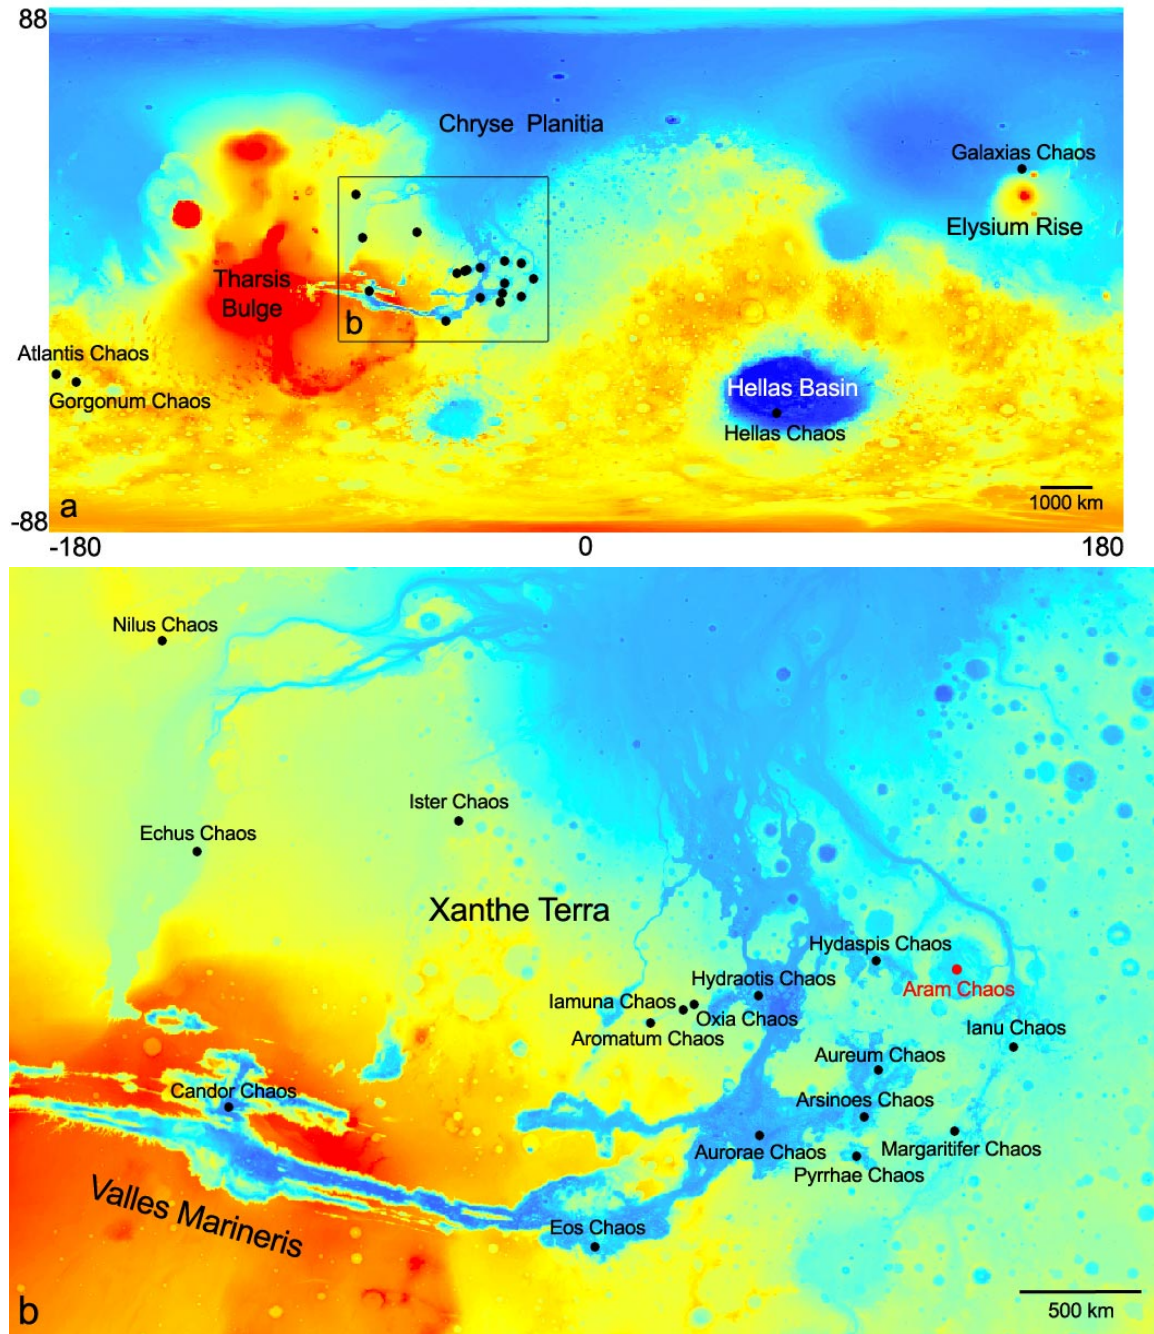 88
Chryse Planitia
Galaxias Chaos
Elysium Rise
Tharsis
Bulge
b
Atlantis Chaos
Gorgonum Chaos
Hellas Basin
Hellas Chaos
1000 km
a
-88
-180
0
180
Nilus Chaos
Ister Chaos
Echus Chaos
Xanthe Terra
Hydaspis Chaos
Hydraotis Chaos
Aram Chaos
Iamuna Chaos
Oxia Chaos
Aromatum Chaos
Ianu Chaos
Aureum Chaos
Candor Chaos
Arsinoes Chaos
Aurorae Chaos
Margaritifer Chaos
Pyrrhae Chaos
Valles Marineris
Eos Chaos
500 km
b